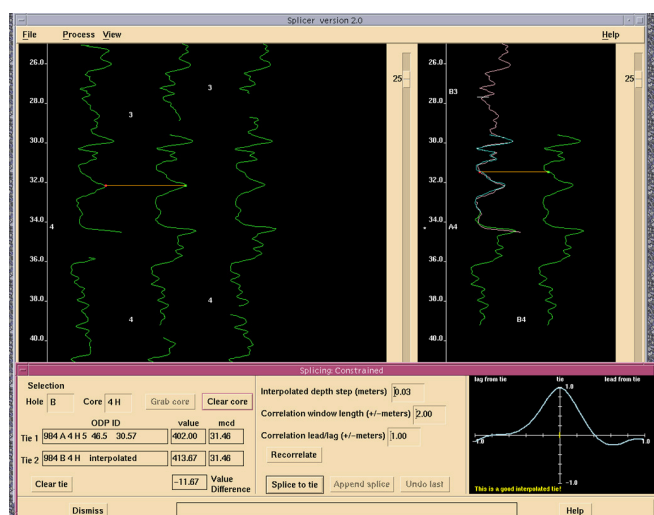 Splicer version 2.0
File Process View Help
26.0
28.0
30.0
32.0
34.0
36.0
38.0
40.0
3
3
4
4
4
25
26.0
28.0
30.0
32.0
34.0
36.0
38.0
40.0
B3
A4
B4
25
Splicing: Constrained
Selection
Hole B Core 4 H Grab core Clear core
ODP ID value mcd
Tie 1 984 A 4 H 5 46.5 30.57 402.00 31.46
Tie 2 984 B 4 H interpolated 413.67 31.46
Clear tie -11.67 Value Difference
Interpolated depth step (meters) 0.03
Correlation window length (+/-meters) 2.00
Correlation lead/lag (+/-meters) 1.00
Recorrelate
Splice to tie Append splice Undo last
lag from tie tie lead from tie
1.0
-1.0 1.0
-1.0
This is a good interpolated tie!
Dismiss Help